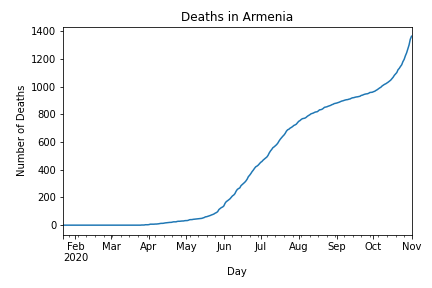 Deaths in Armenia
1400
1200
1000
800
600
400
200
0
Number of Deaths
Feb Mar Apr May Jun Jul Aug Sep Oct Nov
2020
Day